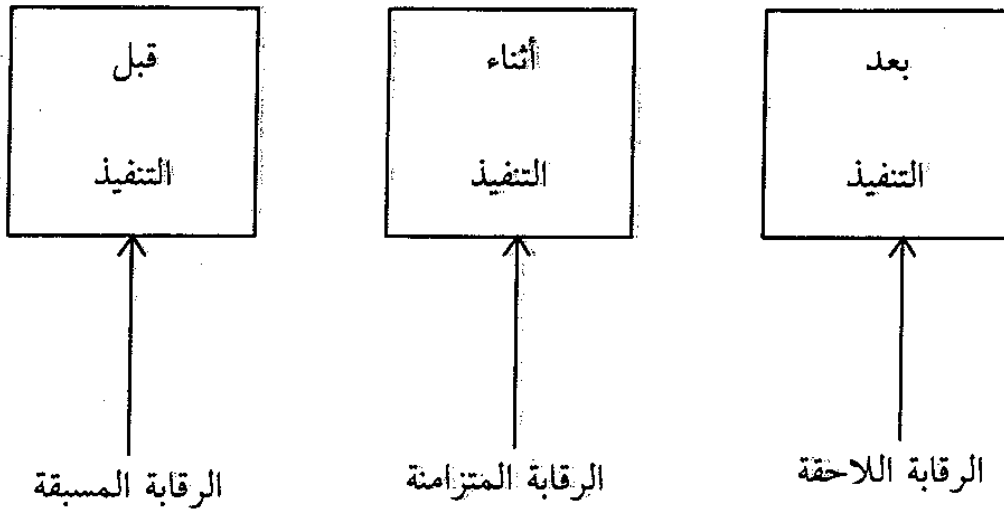 بعد
التنفيذ
أثناء
التنفيذ
قبل
التنفيذ
الرقابة اللاحقة
الرقابة المتزامنة
الرقابة المسبقة